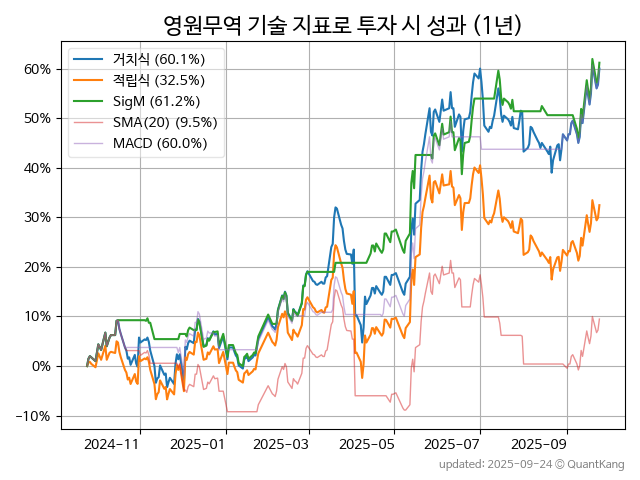 영원무역 기술 지표로 투자 시 성과 (1년)
거치식 (60.1%)
적립식 (32.5%)
SigM (61.2%)
SMA(20) (9.5%)
MACD (60.0%)
60%
50%
40%
30%
20%
10%
0%
−10%
2024-11 2025-01 2025-03 2025-05 2025-07 2025-09
updated: 2025-09-24 © QuantKang